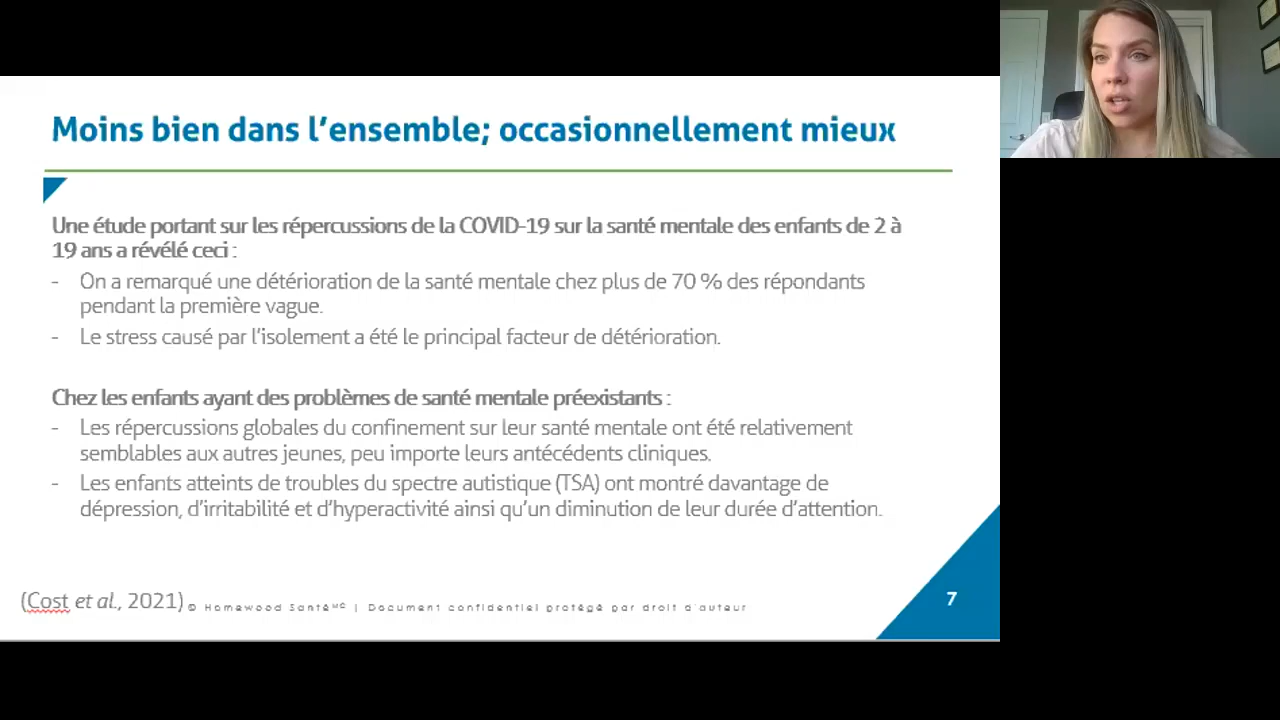 Moins bien dans l'ensemble; occasionnellement mieux
Une étude portant sur les répercussions de la COVID-19 sur la santé mentale des enfants de 2 à
19 ans a révélé ceci :
- On a remarqué une détérioration de la santé mentale chez plus de 70 % des répondants
pendant la première vague.
- Le stress causé par l'isolement a été le principal facteur de détérioration.
Chez les enfants ayant des problèmes de santé mentale préexistants :
- Les répercussions globales du confinement sur leur santé mentale ont été relativement
semblables aux autres jeunes, peu importe leurs antécédents cliniques.
- Les enfants atteints de troubles du spectre autistique (TSA) ont montré davantage de
dépression, d'irritabilité et d'hyperactivité ainsi qu'un diminution de leur durée d'attention.
(Cost et al., 2021) © Homewood Santé MC | Document confidentiel protégé par droit d'auteur
7